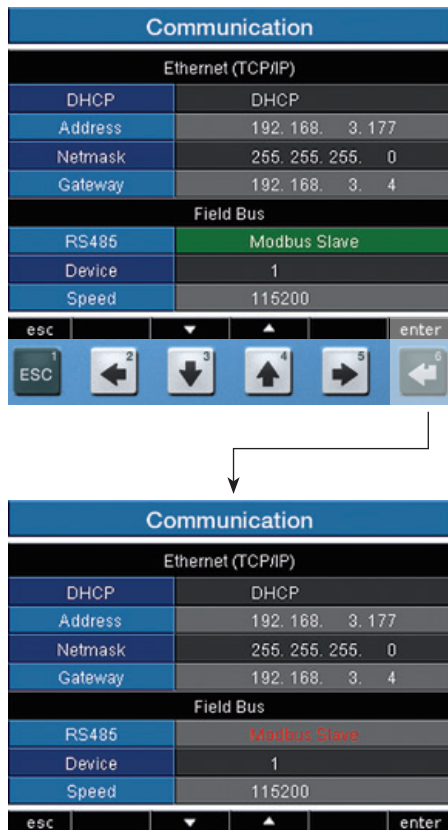 Communication
Ethernet (TCP/IP)
DHCP DHCP
Address 192. 168. 3. 177
Netmask 255. 255. 255. 0
Gateway 192. 168. 3. 4
Field Bus
RS485 Modbus Slave
Device 1
Speed 115200
esc ▼ ▲ enter
ESC 1 2 3 4 5 6
Communication
Ethernet (TCP/IP)
DHCP DHCP
Address 192. 168. 3. 177
Netmask 255. 255. 255. 0
Gateway 192. 168. 3. 4
Field Bus
RS485 Modbus Slave
Device 1
Speed 115200
esc ▼ ▲ enter